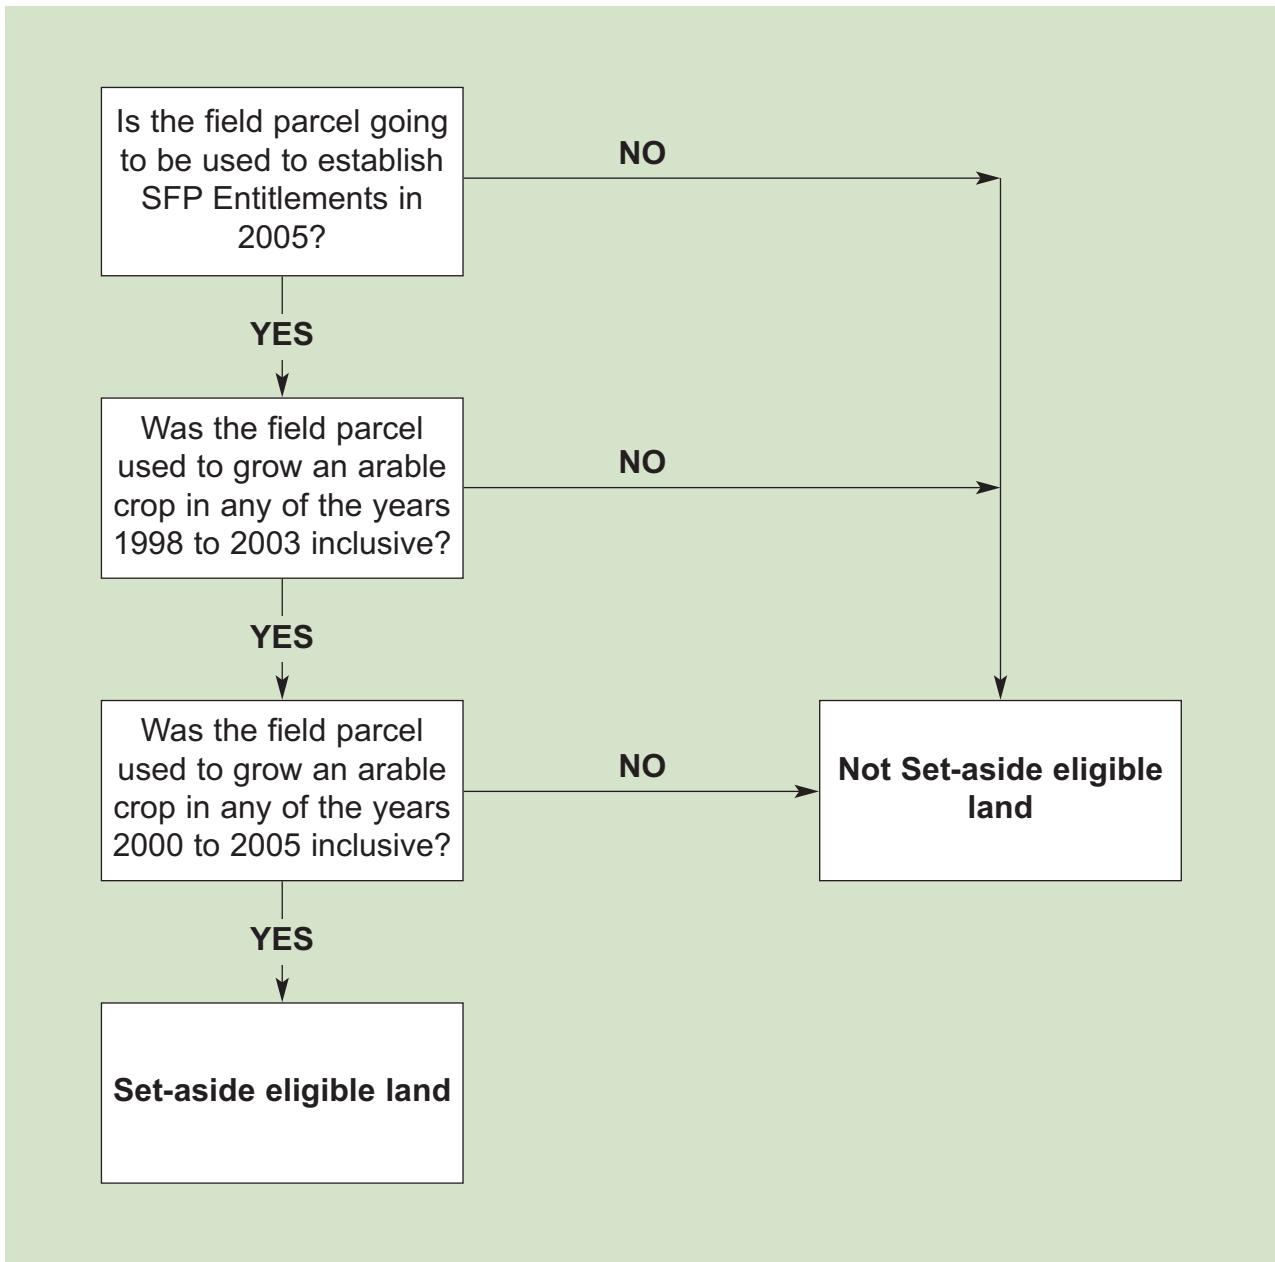 Is the field parcel going
to be used to establish
SFP Entitlements in
2005?
NO
YES
Was the field parcel
used to grow an arable
crop in any of the years
1998 to 2003 inclusive?
NO
YES
Was the field parcel
used to grow an arable
crop in any of the years
2000 to 2005 inclusive?
NO
Not Set-aside eligible
land
YES
Set-aside eligible land